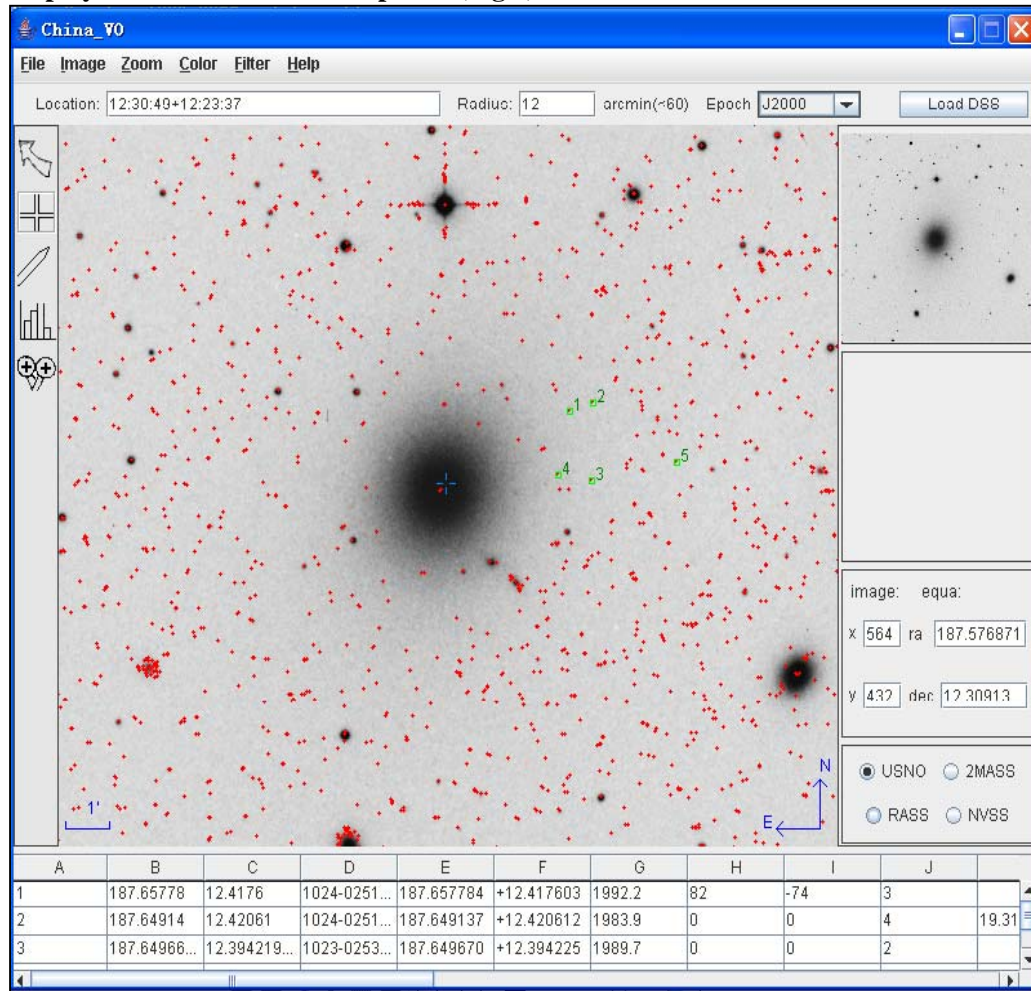 China_VO
File Image Zoom Color Filter Help
Location: 12:30:49+12:23:37 Radius: 12 arcmin(<60) Epoch J2000 Load DSS
1
2
3
4
5
image: equa:
x 564 ra 187.576871
y 432 dec 12.30913
USNO 2MASS
RASS NVSS
1'
N
E
A B C D E F G H I J
1 187.65778 12.4176 1024-0251... 187.657784 +12.417603 1992.2 82 -74 3
2 187.64914 12.42061 1024-0251... 187.649137 +12.420612 1983.9 0 0 4 19.31
3 187.64966... 12.394219... 1023-0253... 187.649670 +12.394225 1989.7 0 0 2